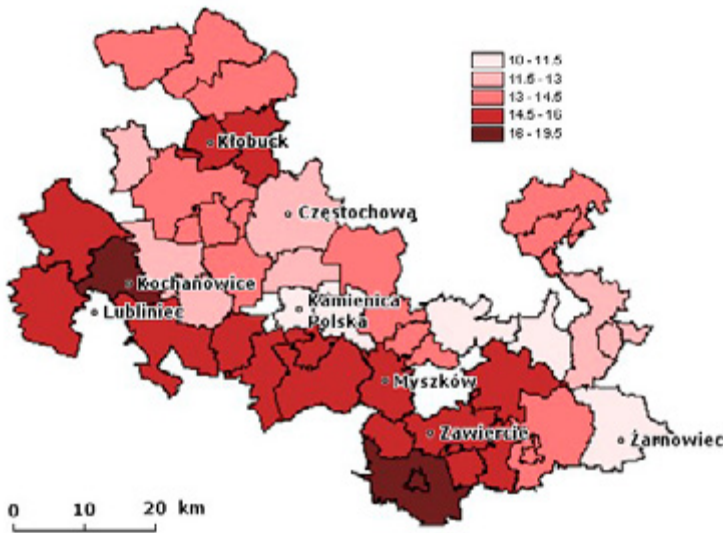 10 - 11.5
11.5 - 13
13 - 14.5
14.5 - 16
16 - 19.5
Kłobuck
Częstochową
Kochanowice
Lubliniec
Kamienica
Polska
Myszków
Zawiercie
Żarnowiec
0 10 20 km